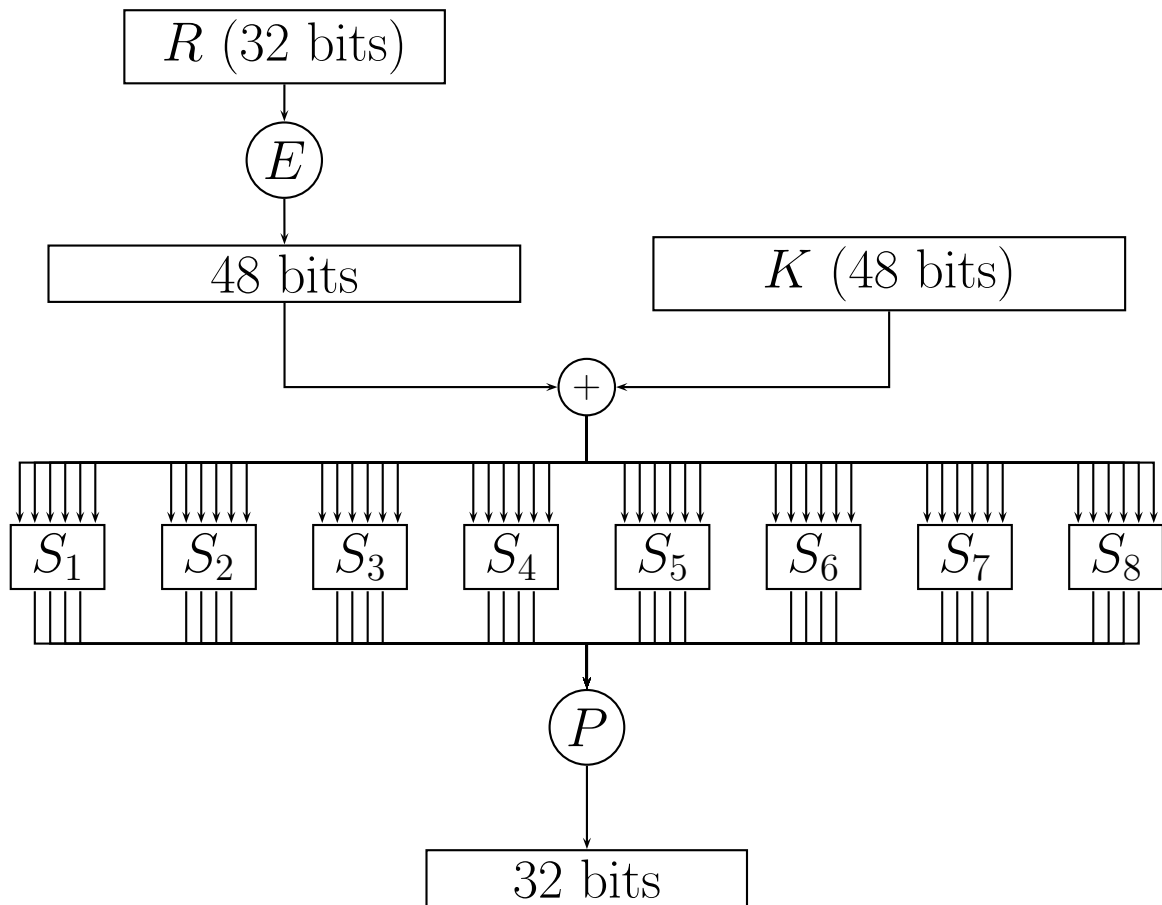 R (32 bits)
E
48 bits
K (48 bits)
+
S₁ S₂ S₃ S₄ S₅ S₆ S₇ S₈
P
32 bits